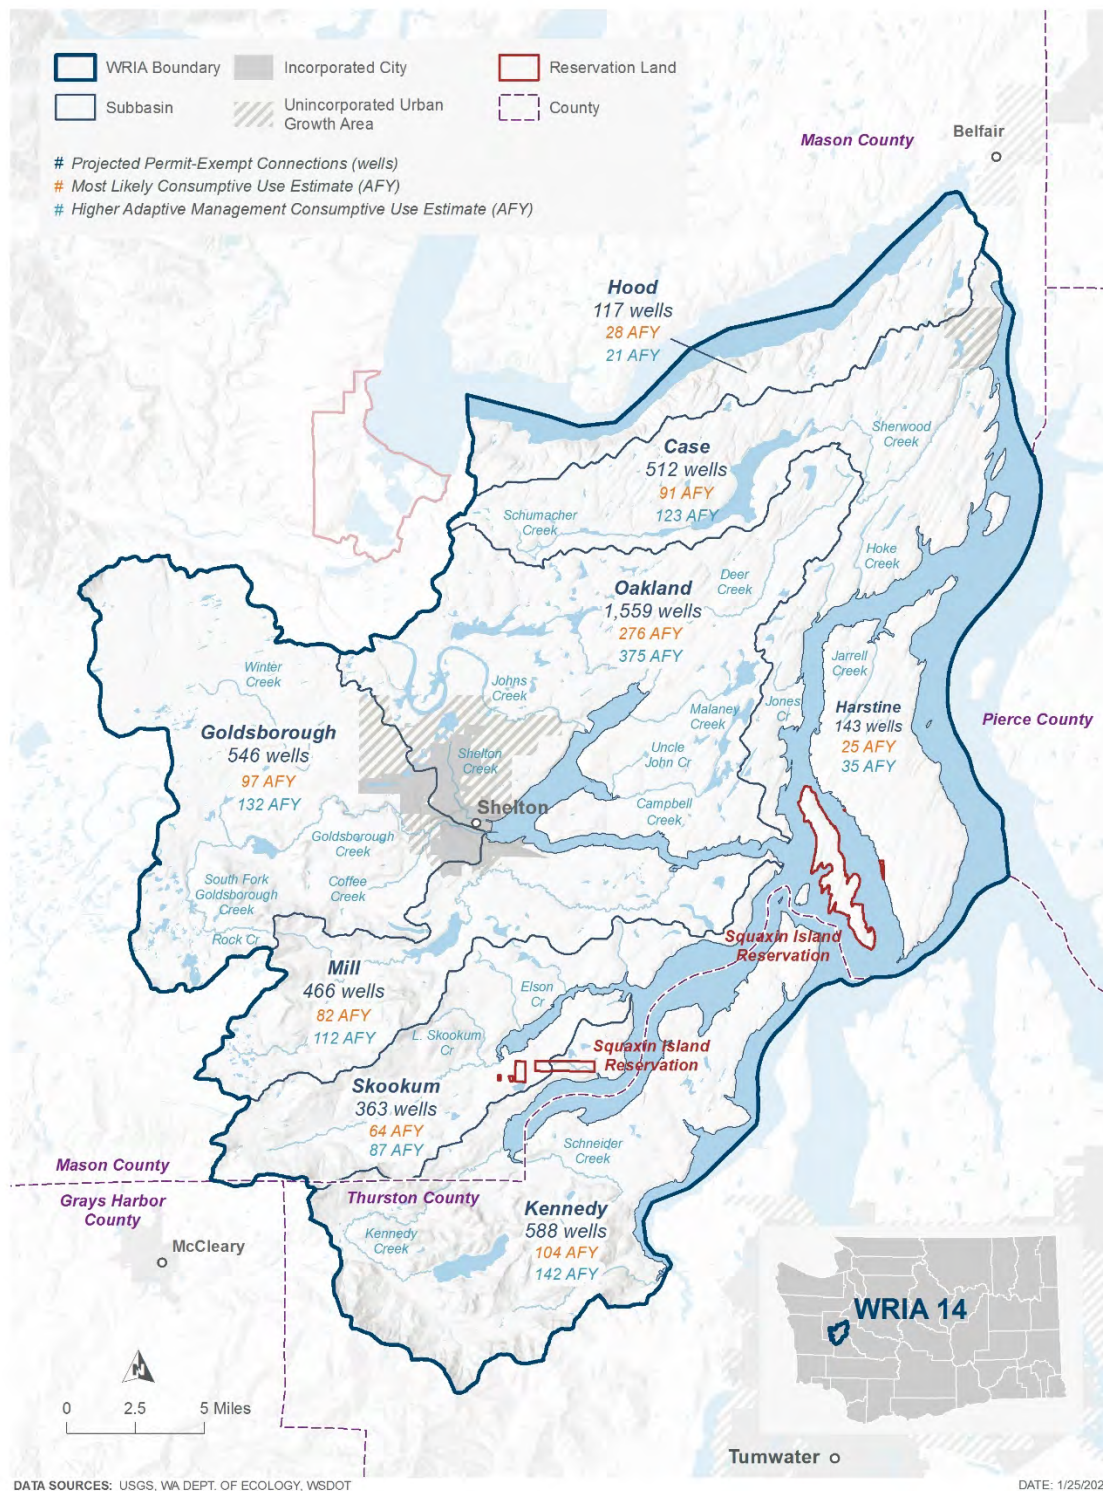 WRIA Boundary
Incorporated City
Reservation Land
Subbasin
Unincorporated Urban
Growth Area
County
# Projected Permit-Exempt Connections (wells)
# Most Likely Consumptive Use Estimate (AFY)
# Higher Adaptive Management Consumptive Use Estimate (AFY)
Mason County
Belfair
Hood
117 wells
28 AFY
21 AFY
Sherwood
Creek
Case
512 wells
91 AFY
123 AFY
Schumacher
Creek
Hoke
Creek
Deer
Creek
Oakland
1,559 wells
276 AFY
375 AFY
Winter
Creek
Johns
Creek
Jarrell
Creek
Malaney
Creek
Jones
Cr
Harstine
143 wells
25 AFY
35 AFY
Pierce County
Goldsborough
546 wells
97 AFY
132 AFY
Shelton
Creek
Uncle
John Cr
Shelton
Campbell
Creek
Goldsborough
Creek
South Fork
Goldsborough
Creek
Coffee
Creek
Rock Cr
Squaxin Island
Reservation
Mill
466 wells
82 AFY
112 AFY
Elson
Cr
L. Skookum
Cr
Squaxin Island
Reservation
Skookum
363 wells
64 AFY
87 AFY
Schneider
Creek
Mason County
Grays Harbor
County
Thurston County
Kennedy
588 wells
104 AFY
142 AFY
Kennedy
Creek
McCleary
WRIA 14
N
0 2.5 5 Miles
Tumwater
DATA SOURCES: USGS, WA DEPT. OF ECOLOGY, WSDOT
DATE: 1/25/202